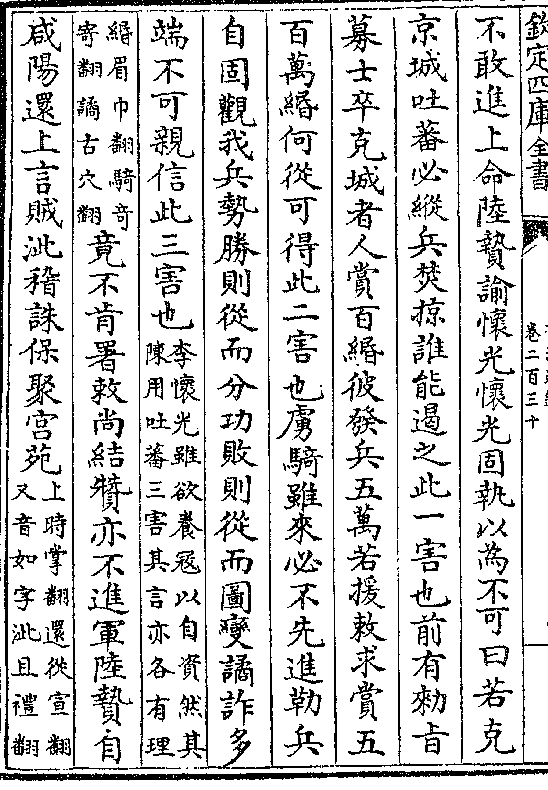 欽定四庫全書
卷二百三十
不敢進上命陸贄諭懷光懷光固執以為不可曰若克
京城吐蕃必縱兵焚掠誰能遏之此一害也前有勑旨
募士卒克城者人賞百緡彼發兵五萬若援敕求賞五
百萬緡何從可得此二害也虜騎雖來必不先進勒兵
自固觀我兵勢勝則從而分功敗則從而圖變譎詐多
端不可親信此三害也李懷光雖欲養冦以自資然其
陳用吐蕃三害其言亦各有理
緡眉巾翻騎奇
寄翻譎古穴翻竟不肯署敕尚結贊亦不進軍陸贄自
咸陽還上言賊泚稽誅保聚宫苑上時掌翻還從宣翻
又音如字泚且禮翻